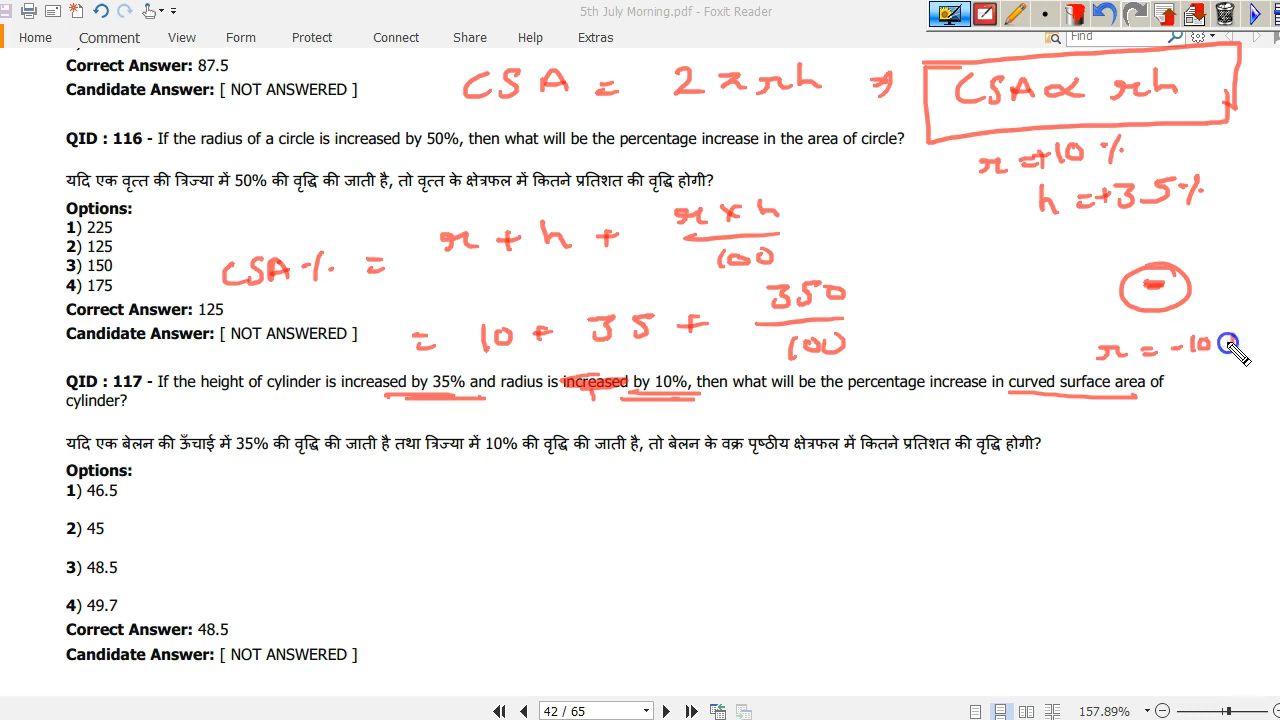 5th July Morning.pdf - Foxit Reader
Home Comment View Form Protect Connect Share Help Extras
Find
Correct Answer: 87.5
Candidate Answer: [ NOT ANSWERED ]
CSA = 2πrh ⇒ CSA ∝ rh
QID : 116 - If the radius of a circle is increased by 50%, then what will be the percentage increase in the area of circle?
r = +10 %
यदि एक वृत्त की त्रिज्या में 50% की वृद्धि की जाती है, तो वृत्त के क्षेत्रफल में कितने प्रतिशत की वृद्धि होगी?
h = +35 %
Options:
1) 225
2) 125
3) 150
4) 175
CSA % = r + h + r × h / 100
Correct Answer: 125
Candidate Answer: [ NOT ANSWERED ]
= 10 + 35 + 350 / 100
-
r = -10
QID : 117 - If the height of cylinder is increased by 35% and radius is increased by 10%, then what will be the percentage increase in curved surface area of
cylinder?
यदि एक बेलन की ऊँचाई में 35% की वृद्धि की जाती है तथा त्रिज्या में 10% की वृद्धि की जाती है, तो बेलन के वक्र पृष्ठीय क्षेत्रफल में कितने प्रतिशत की वृद्धि होगी?
Options:
1) 46.5
2) 45
3) 48.5
4) 49.7
Correct Answer: 48.5
Candidate Answer: [ NOT ANSWERED ]
42 / 65
157.89%